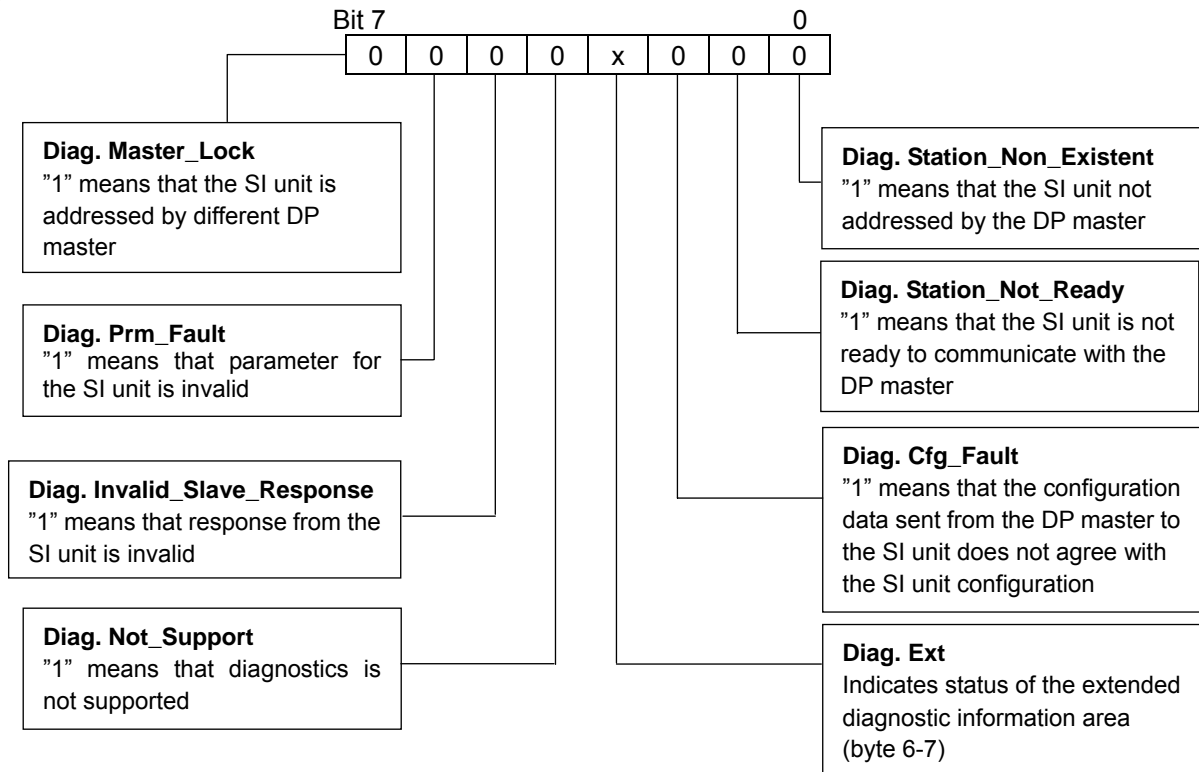 Bit 7 0
0 0 0 0 x 0 0 0
Diag. Master_Lock
”1” means that the SI unit is
addressed by different DP
master
Diag. Prm_Fault
”1” means that parameter for
the SI unit is invalid
Diag. Invalid_Slave_Response
”1” means that response from the
SI unit is invalid
Diag. Not_Support
”1” means that diagnostics is
not supported
Diag. Station_Non_Existent
”1” means that the SI unit not
addressed by the DP master
Diag. Station_Not_Ready
”1” means that the SI unit is not
ready to communicate with the
DP master
Diag. Cfg_Fault
”1” means that the configuration
data sent from the DP master to
the SI unit does not agree with
the SI unit configuration
Diag. Ext
Indicates status of the extended
diagnostic information area
(byte 6-7)